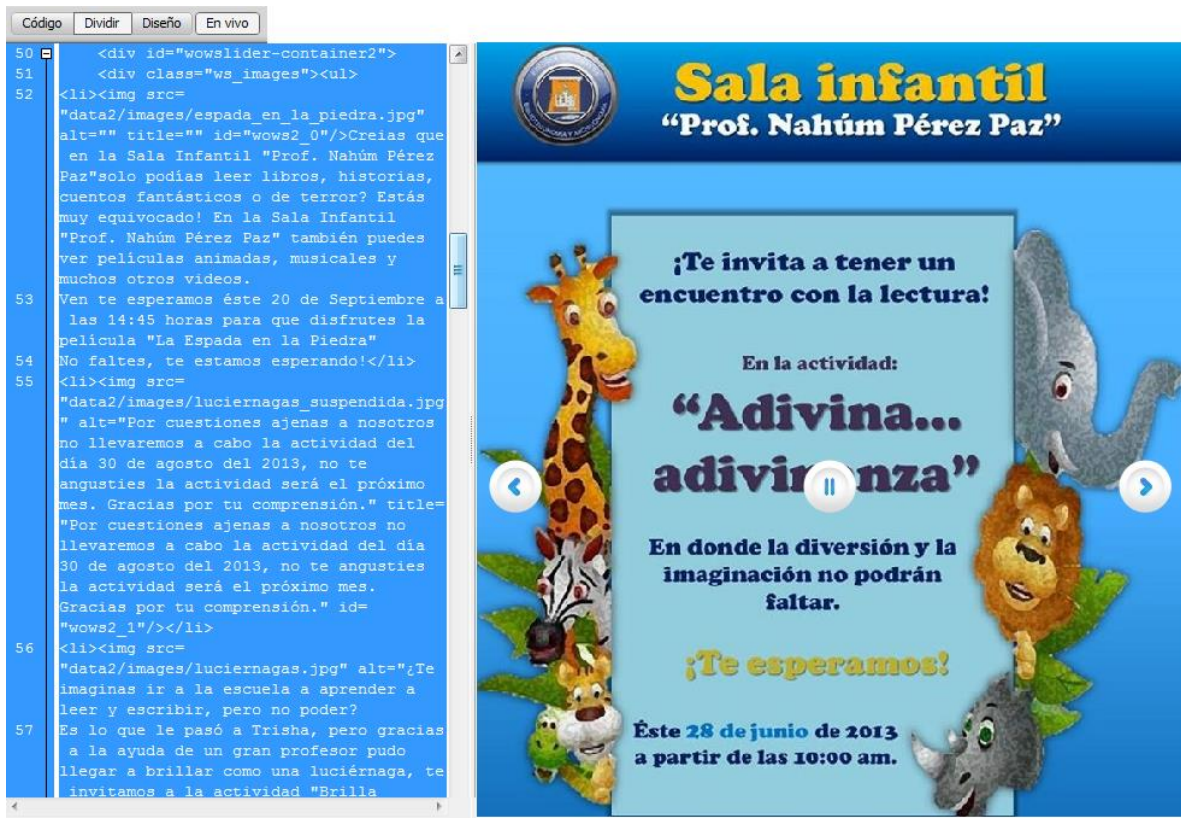 Código Dividir Diseño En vivo
50 <div id="wowslider-container2">
51 <div class="ws_images"><ul>
52 <li><img src=
"data2/images/espada_en_la_piedra.jpg"
alt="" title="" id="wows2_0"/>Creias que
en la Sala Infantil "Prof. Nahúm Pérez
Paz"solo podías leer libros, historias,
cuentos fantásticos o de terror? Estás
muy equivocado! En la Sala Infantil
"Prof. Nahúm Pérez Paz" también puedes
ver películas animadas, musicales y
muchos otros videos.
53 Ven te esperamos éste 20 de Septiembre a
las 14:45 horas para que disfrutes la
película "La Espada en la Piedra"
54 No faltes, te estamos esperando!</li>
55 <li><img src=
"data2/images/luciernagas_suspendida.jpg
" alt="Por cuestiones ajenas a nosotros
no llevaremos a cabo la actividad del
día 30 de agosto del 2013, no te
angusties la actividad será el próximo
mes. Gracias por tu comprensión." title=
"Por cuestiones ajenas a nosotros no
llevaremos a cabo la actividad del día
30 de agosto del 2013, no te angusties
la actividad será el próximo mes.
Gracias por tu comprensión." id=
"wows2_1"/></li>
56 <li><img src=
"data2/images/luciernagas.jpg" alt="¿Te
imaginas ir a la escuela a aprender a
leer y escribir, pero no poder?
57 Es lo que le pasó a Trisha, pero gracias
a la ayuda de un gran profesor pudo
llegar a brillar como una luciérnaga, te
invitamos a la actividad "Brilla
Sala infantil
“Prof. Nahúm Pérez Paz”
¡Te invita a tener un
encuentro con la lectura!
En la actividad:
“Adivina...
adivinanza”
En donde la diversión y la
imaginación no podrán
faltar.
¡Te esperamos!
Éste 28 de junio de 2013
a partir de las 10:00 am.